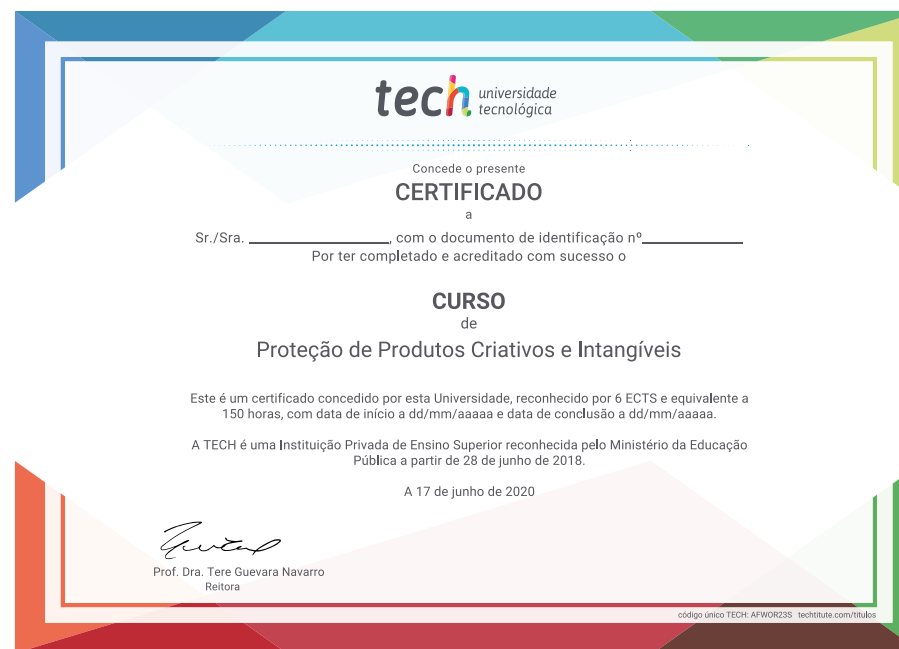 tech universidade
tecnológica
Concede o presente
CERTIFICADO
a
Sr./Sra. ____________________, com o documento de identificação nº______________
Por ter completado e acreditado com sucesso o
CURSO
de
Proteção de Produtos Criativos e Intangíveis
Este é um certificado concedido por esta Universidade, reconhecido por 6 ECTS e equivalente a
150 horas, com data de início a dd/mm/aaaaa e data de conclusão a dd/mm/aaaaa.
A TECH é uma Instituição Privada de Ensino Superior reconhecida pelo Ministério da Educação
Pública a partir de 28 de junho de 2018.
A 17 de junho de 2020
Prof. Dra. Tere Guevara Navarro
Reitora
código único TECH: AFWOR23S techtitute.com/titulos